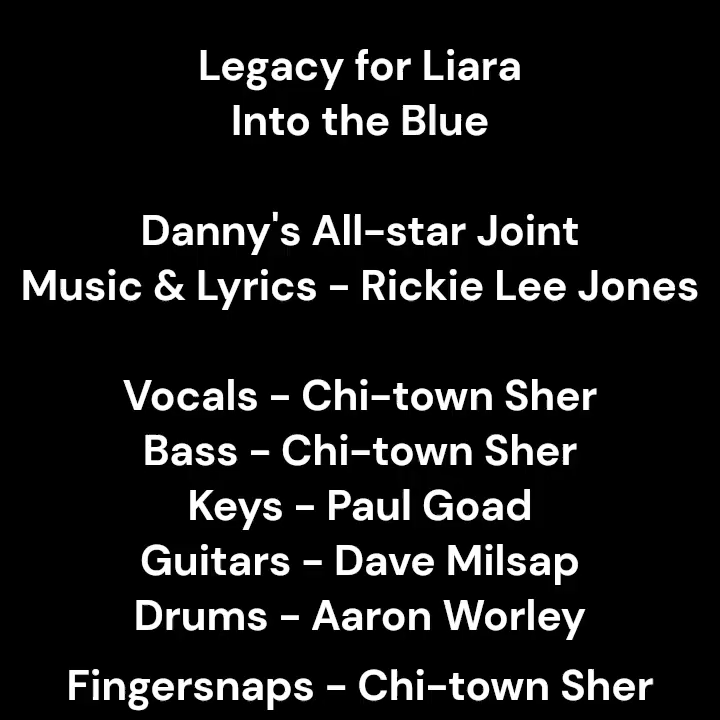 Legacy for Liara
Into the Blue
Danny's All-star Joint
Music & Lyrics - Rickie Lee Jones
Vocals - Chi-town Sher
Bass - Chi-town Sher
Keys - Paul Goad
Guitars - Dave Milsap
Drums - Aaron Worley
Fingersnaps - Chi-town Sher